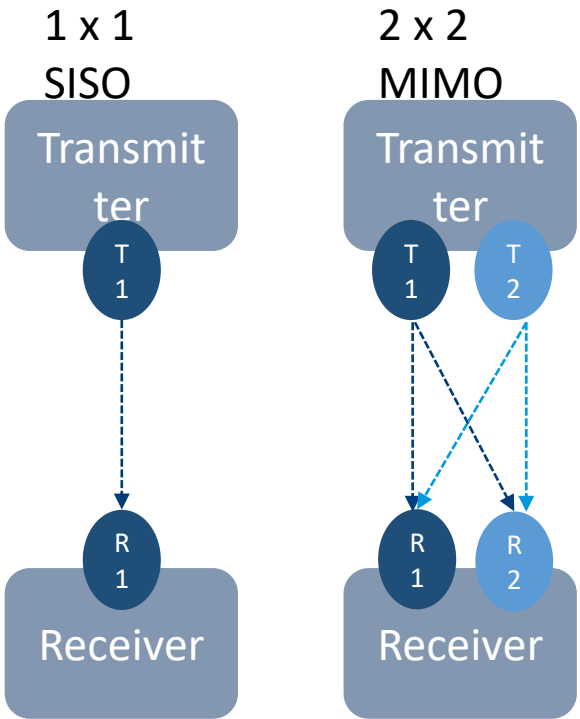 1 x 1
SISO
Transmit
ter
T
1
R
1
Receiver
2 x 2
MIMO
Transmit
ter
T
1
T
2
R
1
R
2
Receiver